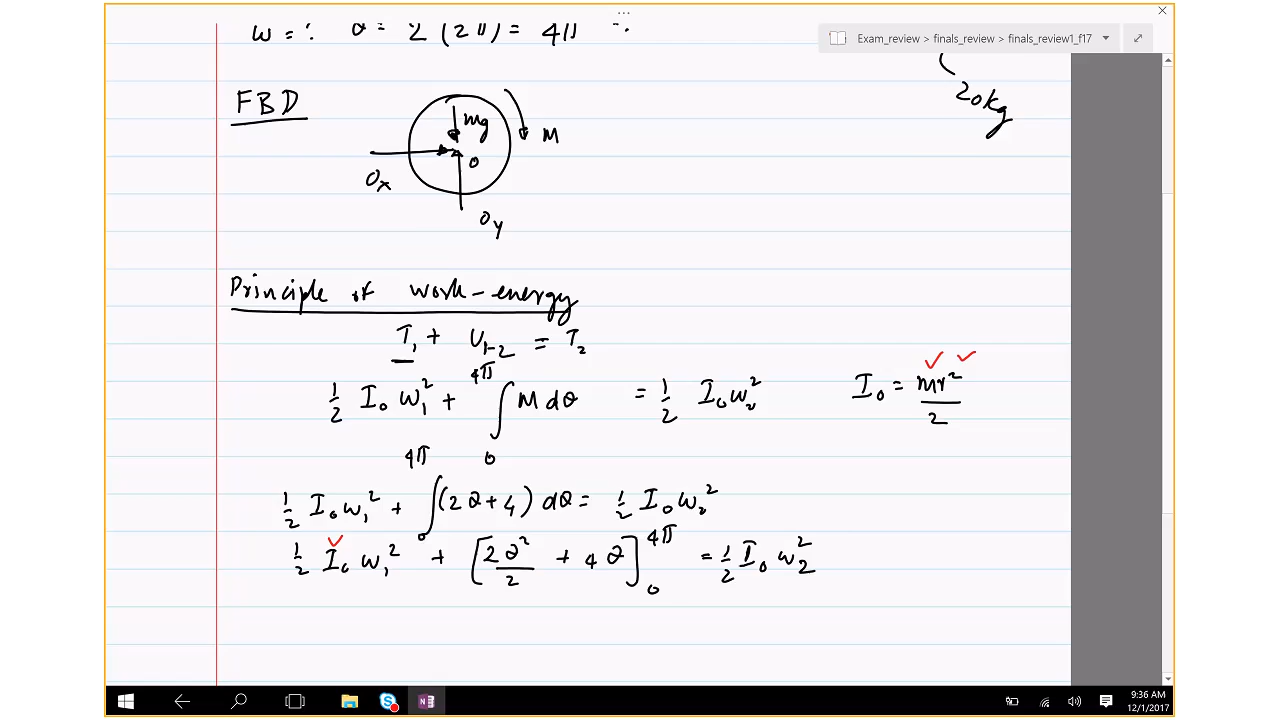 Exam_review > finals_review > finals_review1_f17
ω = ? θ = 2 (2π) = 4π
20kg
FBD
mg
M
O
Ox
Oy
Principle of work-energy
T₁ + U₁₋₂ = T₂
½ I₀ ω₁² + ∫₀^4π M dθ = ½ I₀ ω₂²
I₀ = mr²/2
½ I₀ ω₁² + ∫₀^4π (2θ+4) dθ = ½ I₀ ω₂²
½ I₀ ω₁² + [2θ²/2 + 4θ]₀^4π = ½ I₀ ω₂²
9:36 AM
12/1/2017